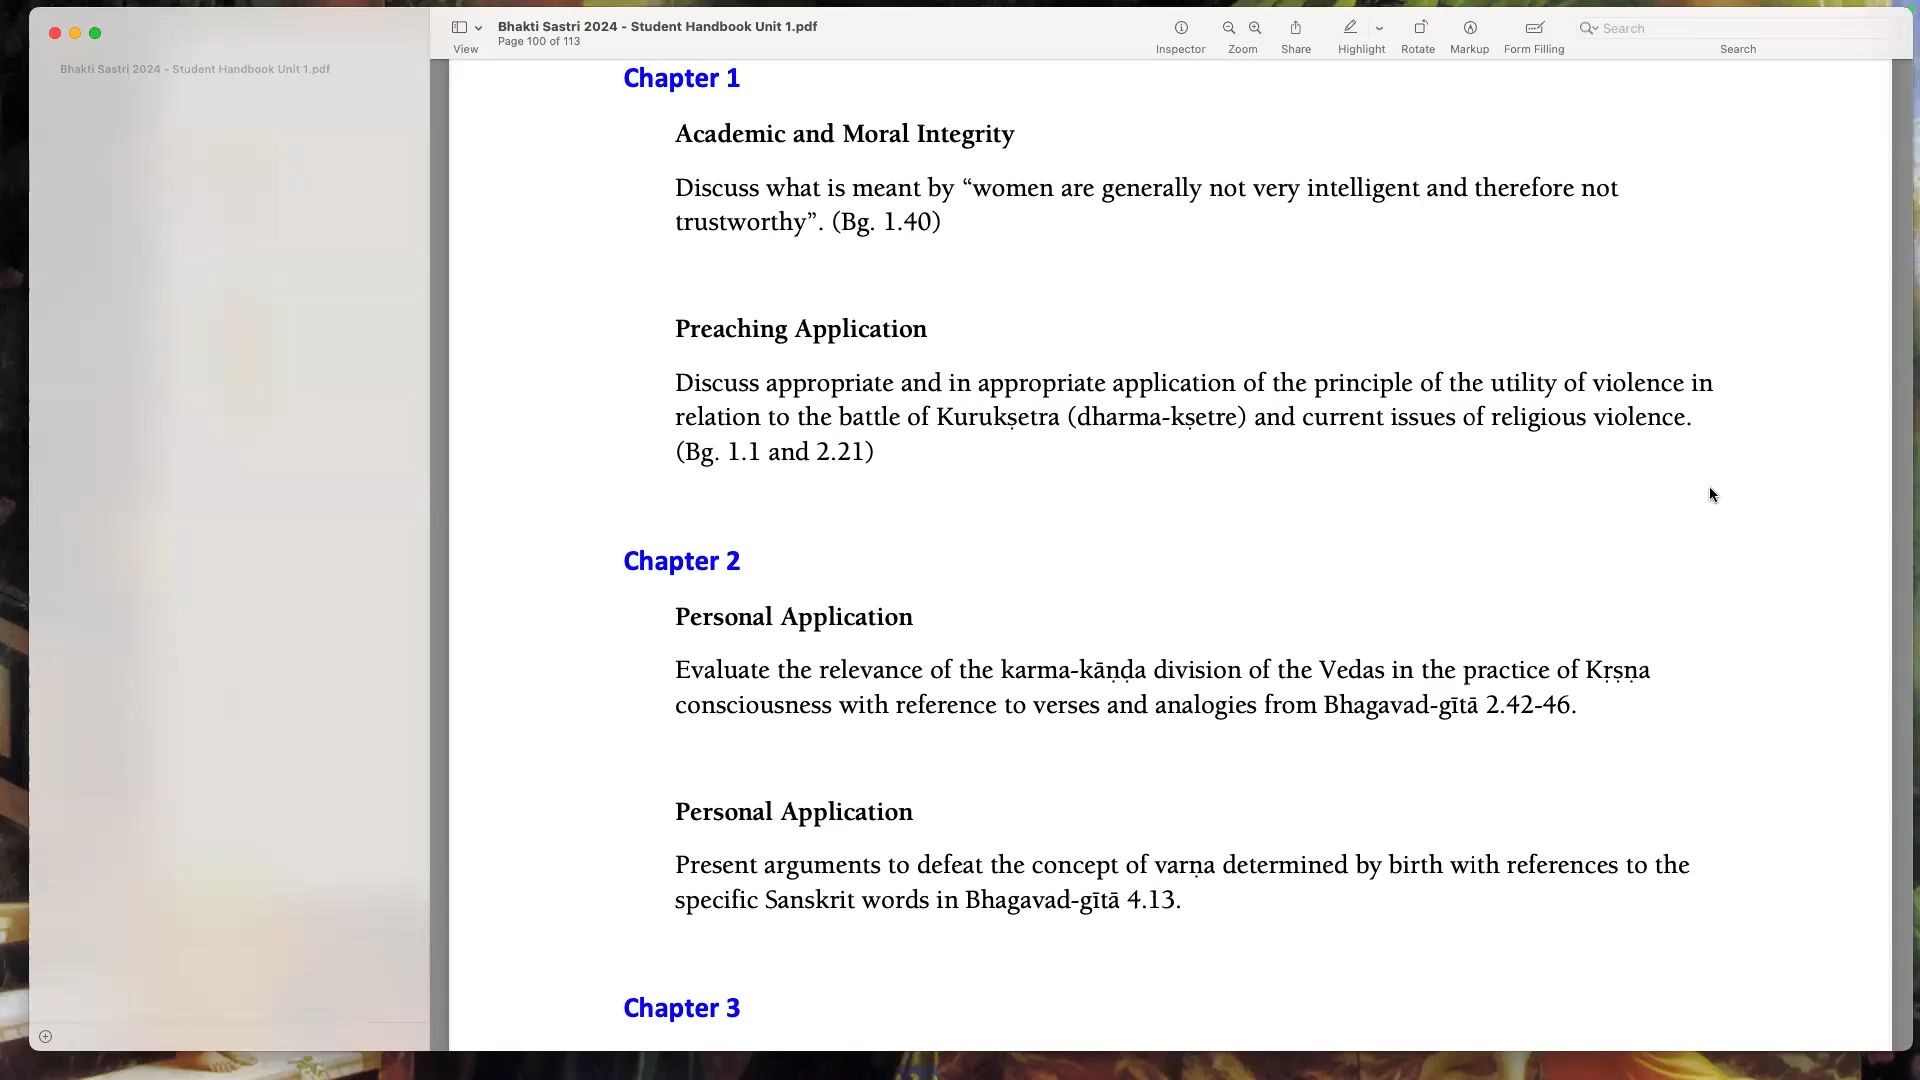 Bhakti Sastri 2024 - Student Handbook Unit 1.pdf
Page 100 of 113
View
Inspector
Zoom
Share
Highlight
Rotate
Markup
Form Filling
Search
Search
Bhakti Sastri 2024 - Student Handbook Unit 1.pdf
Chapter 1
Academic and Moral Integrity
Discuss what is meant by “women are generally not very intelligent and therefore not
trustworthy”. (Bg. 1.40)
Preaching Application
Discuss appropriate and in appropriate application of the principle of the utility of violence in
relation to the battle of Kurukṣetra (dharma-kṣetre) and current issues of religious violence.
(Bg. 1.1 and 2.21)
Chapter 2
Personal Application
Evaluate the relevance of the karma-kāṇḍa division of the Vedas in the practice of Kṛṣṇa
consciousness with reference to verses and analogies from Bhagavad-gītā 2.42-46.
Personal Application
Present arguments to defeat the concept of varṇa determined by birth with references to the
specific Sanskrit words in Bhagavad-gītā 4.13.
Chapter 3